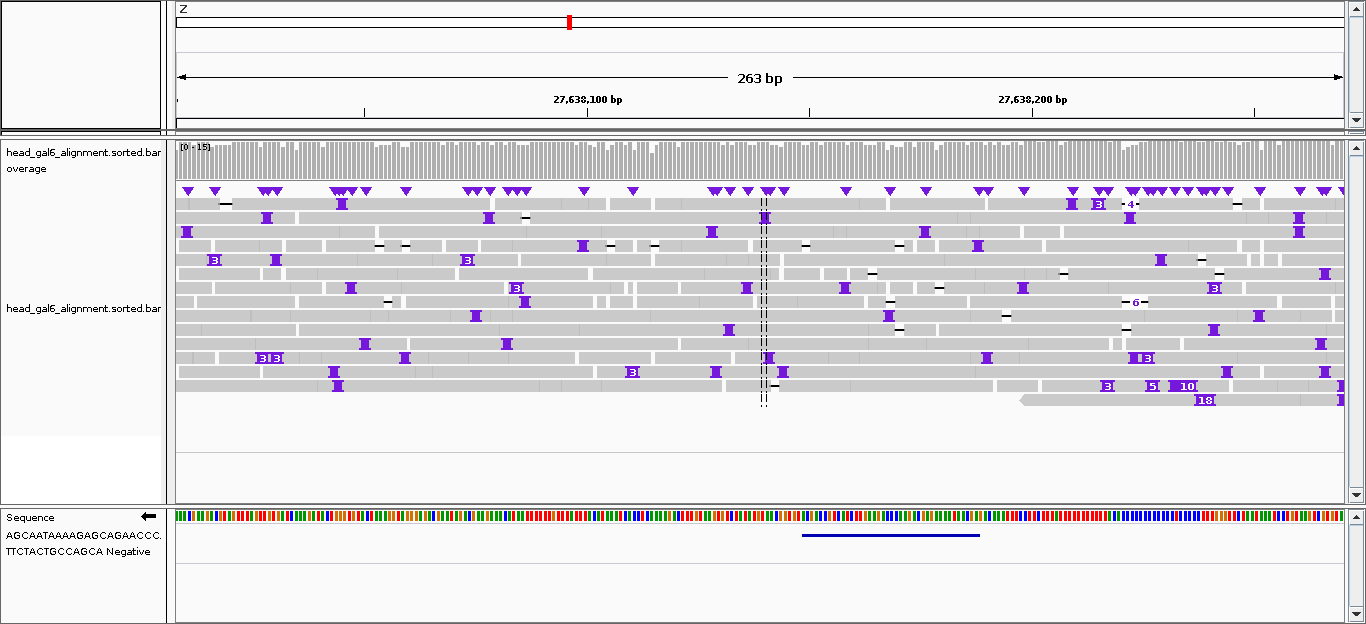 Z
263 bp
27,638,100 bp
27,638,200 bp
head_gal6_alignment.sorted.bar
overage
[0 - 15]
3
4
3
3
3
3
6
3
3
3
3
3
5
10
18
head_gal6_alignment.sorted.bar
Sequence
AGCAATAAAAGAGCAGAACCC.
TTCTACTGCCAGCA Negative